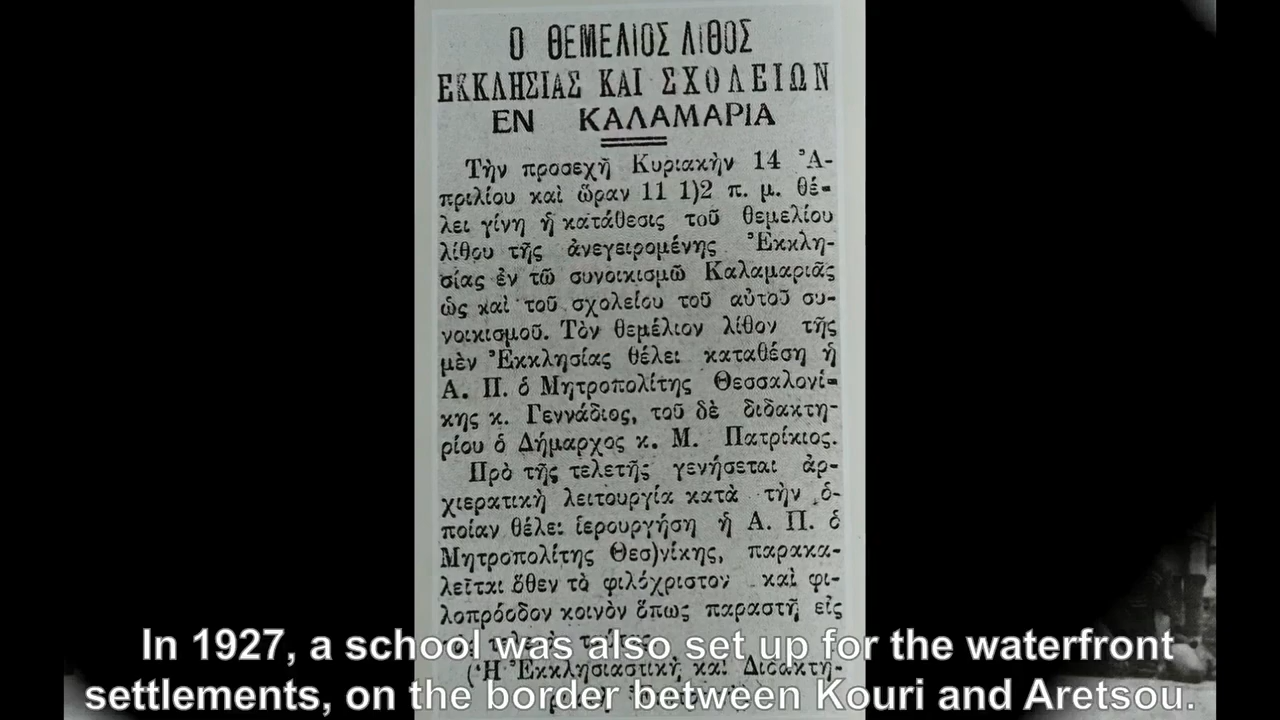 Ο ΘΕΜΕΛΙΟΣ ΛΙΘΟΣ
ΕΚΚΛΗΣΙΑΣ ΚΑΙ ΣΧΟΛΕΙΩΝ
ΕΝ ΚΑΛΑΜΑΡΙΑ
Τὴν προσεχῆ Κυριακὴν 14 Ἀ-
πριλίου καὶ ὥραν 11 1)2 π. μ. θέ-
λει γίνη ἡ κατάθεσις τοῦ θεμελίου
λίθου τῆς ἀνεγειρομένης Ἐκκλη-
σίας ἐν τῶ συνοικισμῶ Καλαμαριᾶς
ὡς καὶ τοῦ σχολείου τοῦ αὐτοῦ συ-
νοικισμοῦ. Τὸν θεμέλιον λίθον τῆς
μὲν Ἐκκλησίας θέλει καταθέση ἡ
Α. Π. ὁ Μητροπολίτης Θεσσαλονί-
κης κ. Γεννάδιος, τοῦ δὲ διδακτη-
ρίου ὁ Δήμαρχος κ. Μ. Πατρίκιος.
Πρὸ τῆς τελετῆς γενήσεται ἀρ-
χιερατικὴ λειτουργία κατὰ τὴν ὁ-
ποίαν θέλει ἱερουργήση ἡ Α. Π. ὁ
Μητροπολίτης Θεσ)νίκης, παρακα-
λεῖται ὅθεν τὸ φιλόχριστον καὶ φι-
λοπρόοδον κοινὸν ὅπως παραστῆ εἰς
(Ἡ Ἐκκλησιαστικὴ καὶ Διδακτη-
In 1927, a school was also set up for the waterfront
settlements, on the border between Kouri and Aretsou.